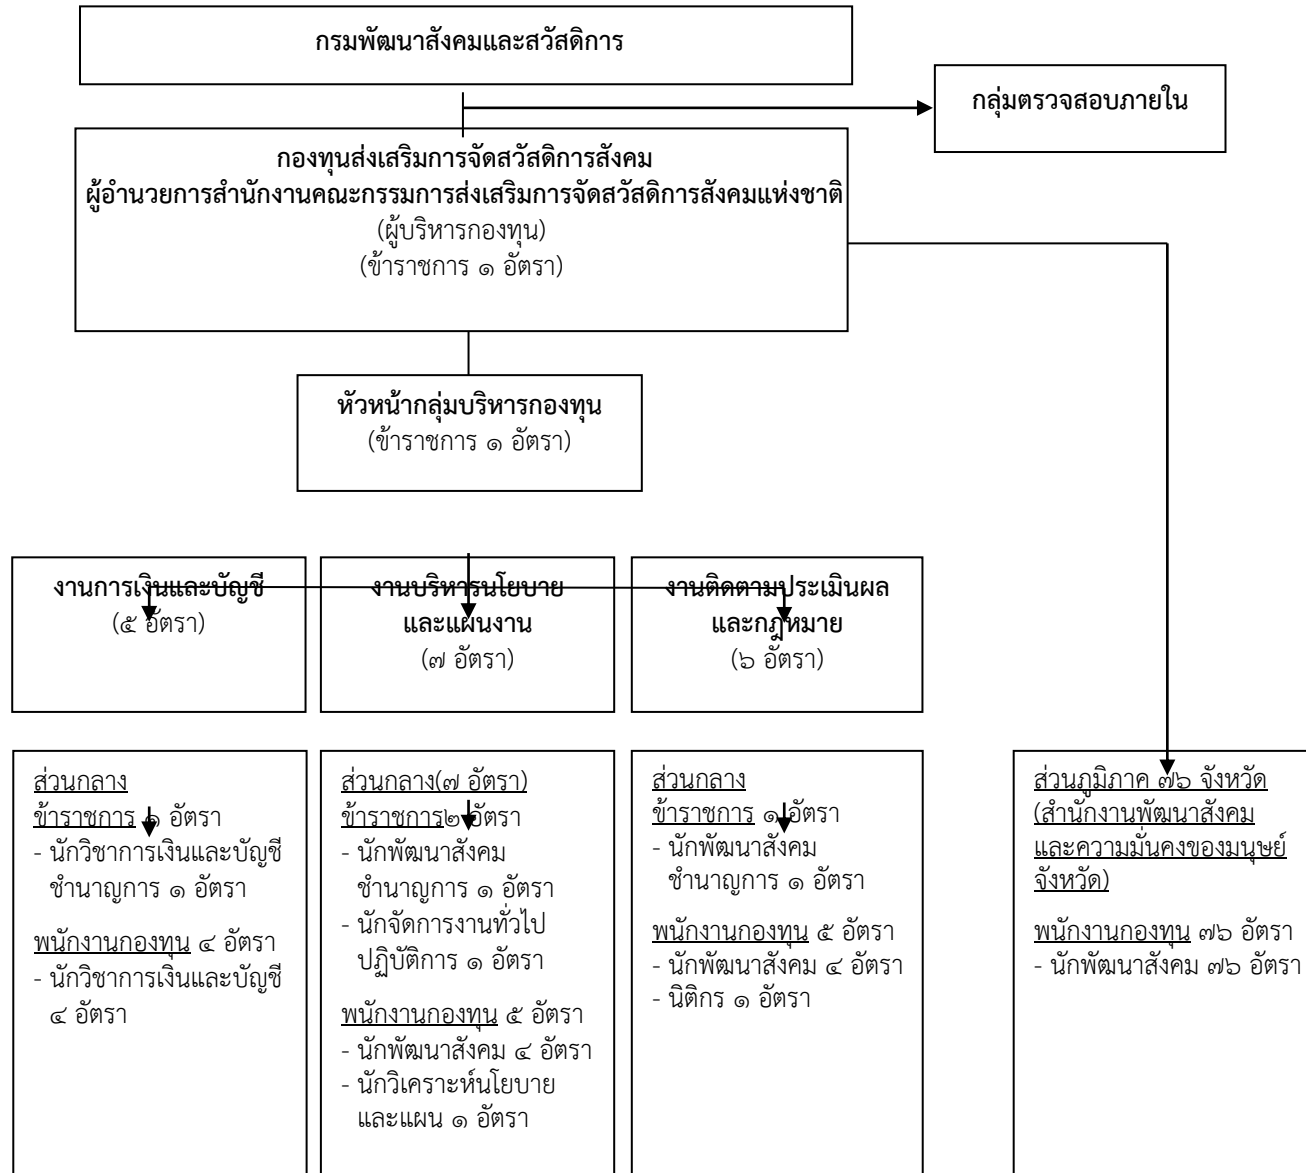 กรมพัฒนาสังคมและสวัสดิการ
กลุ่มตรวจสอบภายใน
กองทุนส่งเสริมการจัดสวัสดิการสังคม
ผู้อำนวยการสำนักงานคณะกรรมการส่งเสริมการจัดสวัสดิการสังคมแห่งชาติ
(ผู้บริหารกองทุน)
(ข้าราชการ ๑ อัตรา)
หัวหน้ากลุ่มบริหารกองทุน
(ข้าราชการ ๑ อัตรา)
งานการเงินและบัญชี
(๕ อัตรา)
งานบริหารนโยบาย
และแผนงาน
(๗ อัตรา)
งานติดตามประเมินผล
และกฎหมาย
(๖ อัตรา)
ส่วนกลาง
ข้าราชการ ๑ อัตรา
- นักวิชาการเงินและบัญชี
ชำนาญการ ๑ อัตรา
พนักงานกองทุน ๔ อัตรา
- นักวิชาการเงินและบัญชี
๔ อัตรา
ส่วนกลาง(๗ อัตรา)
ข้าราชการ๒ อัตรา
- นักพัฒนาสังคม
ชำนาญการ ๑ อัตรา
- นักจัดการงานทั่วไป
ปฏิบัติการ ๑ อัตรา
พนักงานกองทุน ๕ อัตรา
- นักพัฒนาสังคม ๔ อัตรา
- นักวิเคราะห์นโยบาย
และแผน ๑ อัตรา
ส่วนกลาง
ข้าราชการ ๑ อัตรา
- นักพัฒนาสังคม
ชำนาญการ ๑ อัตรา
พนักงานกองทุน ๕ อัตรา
- นักพัฒนาสังคม ๔ อัตรา
- นิติกร ๑ อัตรา
ส่วนภูมิภาค ๗๖ จังหวัด
(สำนักงานพัฒนาสังคม
และความมั่นคงของมนุษย์
จังหวัด)
พนักงานกองทุน ๗๖ อัตรา
- นักพัฒนาสังคม ๗๖ อัตรา